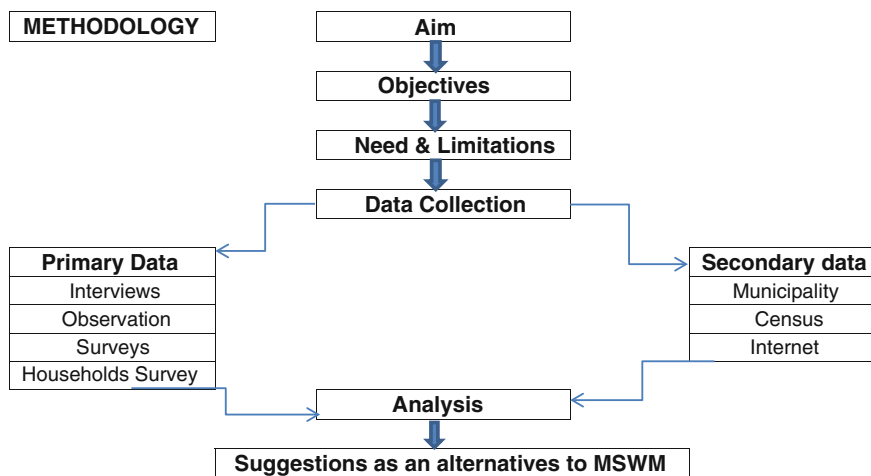 METHODOLOGY
Aim
Objectives
Need & Limitations
Data Collection
Primary Data
Interviews
Observation
Surveys
Households Survey
Secondary data
Municipality
Census
Internet
Analysis
Suggestions as an alternatives to MSWM